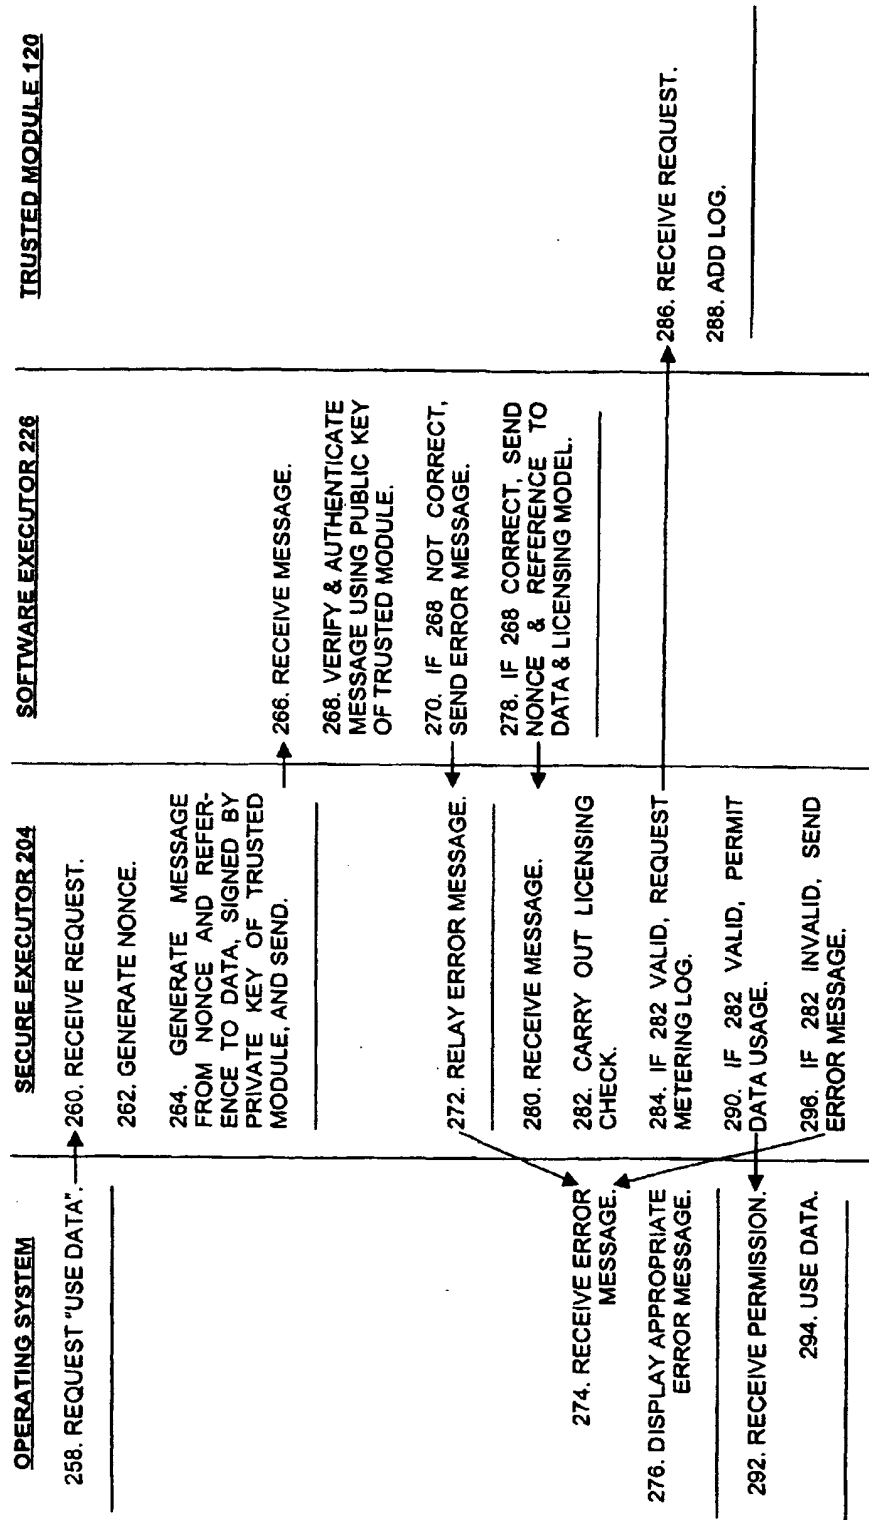 OPERATING SYSTEM
258. REQUEST "USE DATA".
274. RECEIVE ERROR
MESSAGE.
276. DISPLAY APPROPRIATE
ERROR MESSAGE.
292. RECEIVE PERMISSION.
294. USE DATA.
SECURE EXECUTOR 204
260. RECEIVE REQUEST.
262. GENERATE NONCE.
264. GENERATE MESSAGE
FROM NONCE AND REFER-
ENCE TO DATA, SIGNED BY
PRIVATE KEY OF TRUSTED
MODULE, AND SEND.
272. RELAY ERROR MESSAGE.
280. RECEIVE MESSAGE.
282. CARRY OUT LICENSING
CHECK.
284. IF 282 VALID, REQUEST
METERING LOG.
290. IF 282 VALID, PERMIT
DATA USAGE.
296. IF 282 INVALID, SEND
ERROR MESSAGE.
SOFTWARE EXECUTOR 226
266. RECEIVE MESSAGE.
268. VERIFY & AUTHENTICATE
MESSAGE USING PUBLIC KEY
OF TRUSTED MODULE.
270. IF 268 NOT CORRECT,
SEND ERROR MESSAGE.
278. IF 268 CORRECT, SEND
NONCE & REFERENCE TO
DATA & LICENSING MODEL.
TRUSTED MODULE 120
286. RECEIVE REQUEST.
288. ADD LOG.